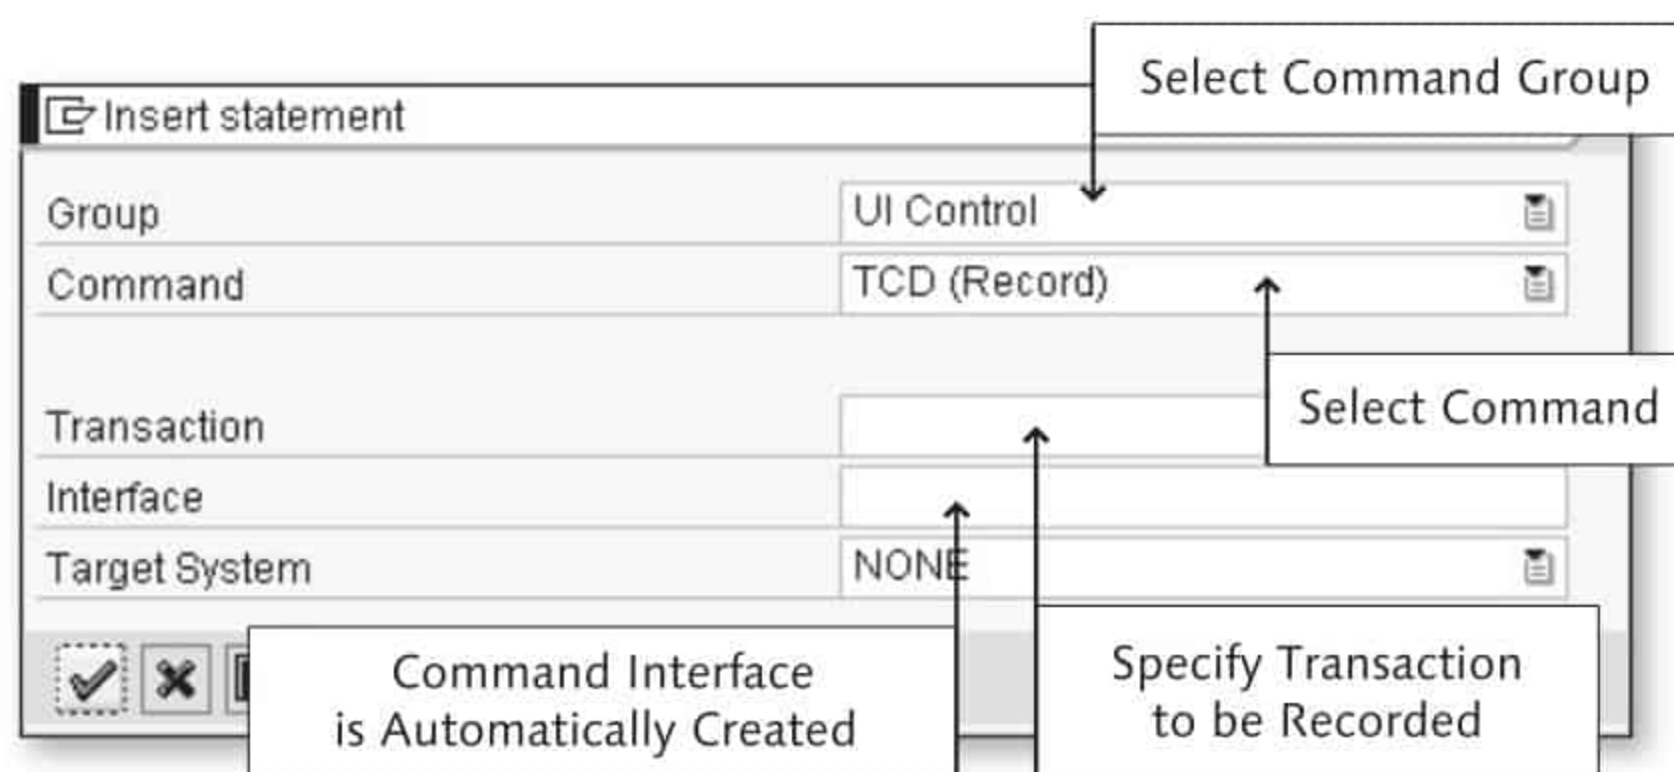 Select Command Group
Insert statement
Group UI Control
Command TCD (Record)
Select Command
Transaction
Interface
Target System NONE
Command Interface
is Automatically Created
Specify Transaction
to be Recorded